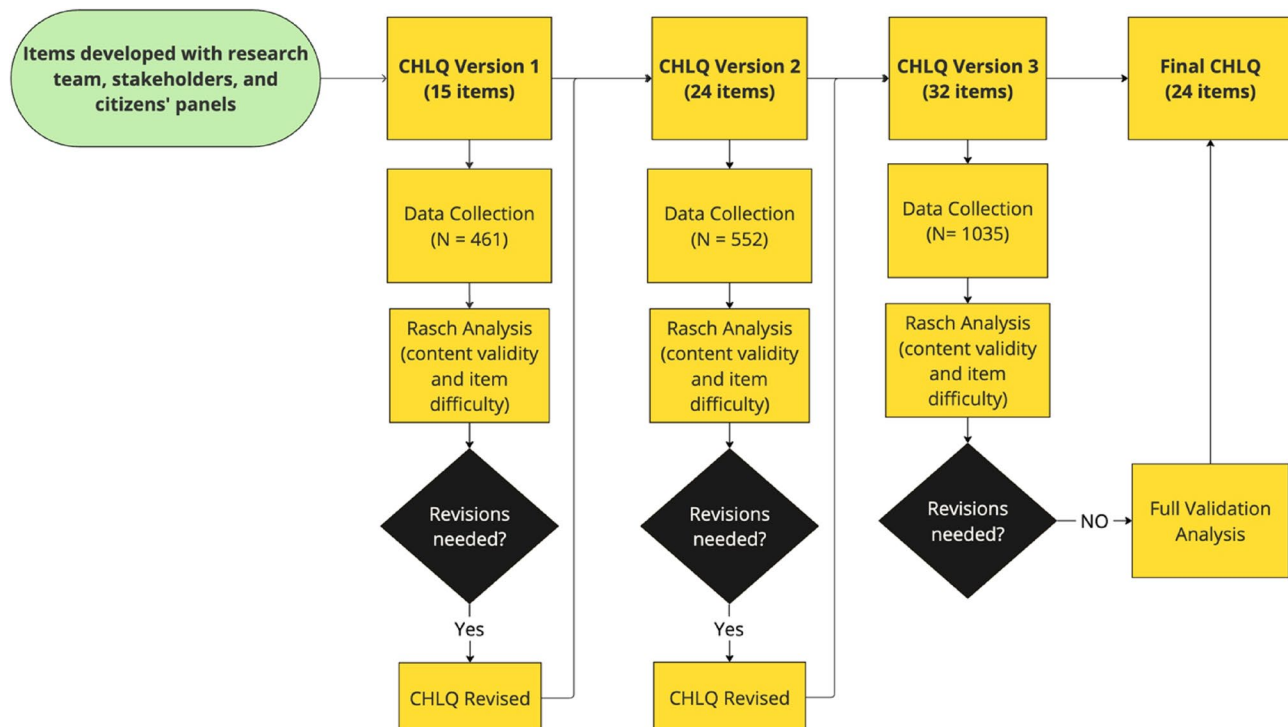 Items developed with research
team, stakeholders, and
citizens' panels
CHLQ Version 1
(15 items)
CHLQ Version 2
(24 items)
CHLQ Version 3
(32 items)
Final CHLQ
(24 items)
Data Collection
(N = 461)
Data Collection
(N = 552)
Data Collection
(N= 1035)
Rasch Analysis
(content validity
and item
difficulty)
Rasch Analysis
(content validity
and item
difficulty)
Rasch Analysis
(content validity
and item
difficulty)
Revisions
needed?
Revisions
needed?
Revisions
needed?
NO
Full Validation
Analysis
Yes
Yes
CHLQ Revised
CHLQ Revised